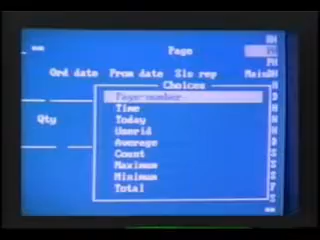 Page
Ord date Prom date Sls rep Main
Choices
Page-number
Time
Qty
Today
Userid
Average
Count
Maximum
Minimum
Total